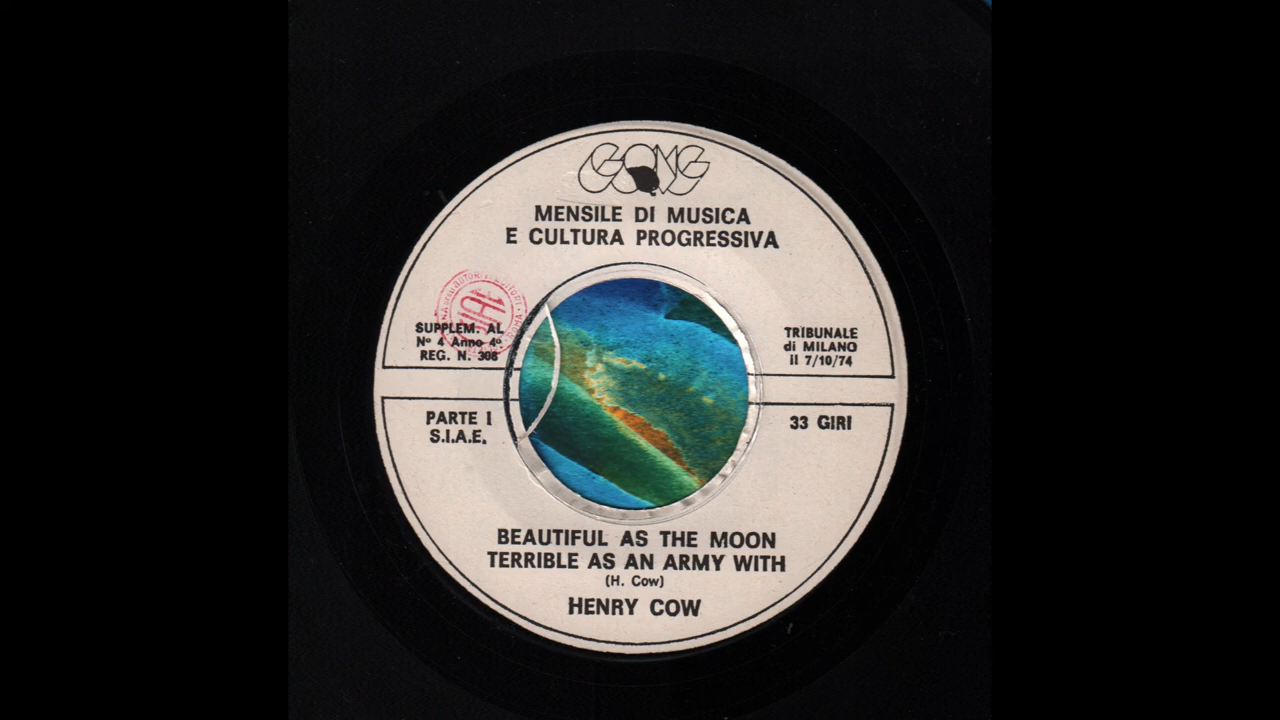 GONG
MENSILE DI MUSICA
E CULTURA PROGRESSIVA
SUPPLEM. AL
Nº 4 Anno 4º
REG. N. 308
TRIBUNALE
di MILANO
il 7/10/74
PARTE I
S.I.A.E.
33 GIRI
BEAUTIFUL AS THE MOON
TERRIBLE AS AN ARMY WITH
(H. Cow)
HENRY COW